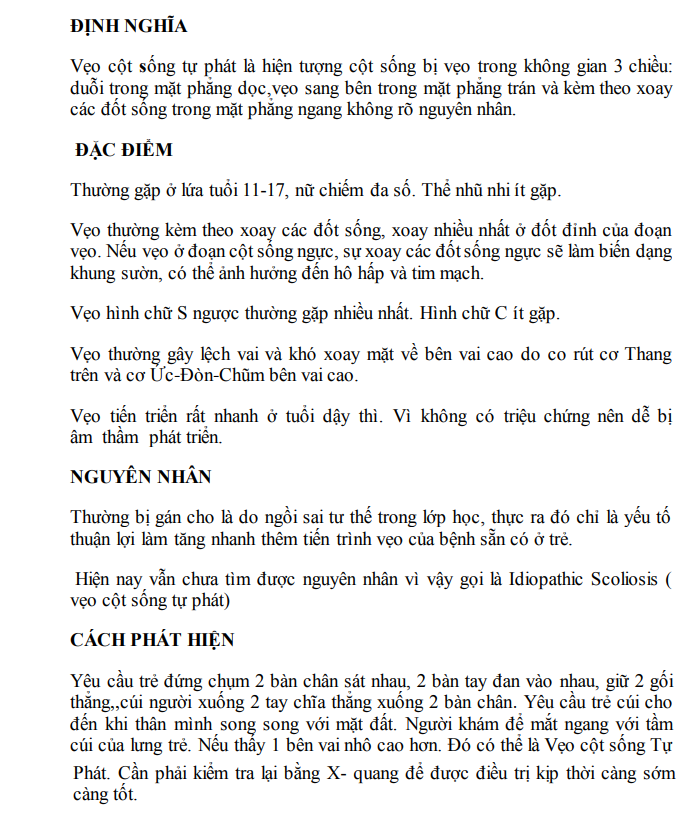 ĐỊNH NGHĨA
Vẹo cột sống tự phát là hiện tượng cột sống bị vẹo trong không gian 3 chiều:
duỗi trong mặt phẳng dọc,vẹo sang bên trong mặt phẳng trán và kèm theo xoay
các đốt sống trong mặt phẳng ngang không rõ nguyên nhân.
ĐẶC ĐIỂM
Thường gặp ở lứa tuổi 11-17, nữ chiếm đa số. Thể nhũ nhi ít gặp.
Vẹo thường kèm theo xoay các đốt sống, xoay nhiều nhất ở đốt đỉnh của đoạn
vẹo. Nếu vẹo ở đoạn cột sống ngực, sự xoay các đốt sống ngực sẽ làm biến dạng
khung sườn, có thể ảnh hưởng đến hô hấp và tim mạch.
Vẹo hình chữ S ngược thường gặp nhiều nhất. Hình chữ C ít gặp.
Vẹo thường gây lệch vai và khó xoay mặt về bên vai cao do co rút cơ Thang
trên và cơ Ức-Đòn-Chũm bên vai cao.
Vẹo tiến triển rất nhanh ở tuổi dậy thì. Vì không có triệu chứng nên dễ bị
âm thầm phát triển.
NGUYÊN NHÂN
Thường bị gán cho là do ngồi sai tư thế trong lớp học, thực ra đó chỉ là yếu tố
thuận lợi làm tăng nhanh thêm tiến trình vẹo của bệnh sẵn có ở trẻ.
Hiện nay vẫn chưa tìm được nguyên nhân vì vậy gọi là Idiopathic Scoliosis (
vẹo cột sống tự phát)
CÁCH PHÁT HIỆN
Yêu cầu trẻ đứng chụm 2 bàn chân sát nhau, 2 bàn tay đan vào nhau, giữ 2 gối
thẳng,,cúi người xuống 2 tay chĩa thẳng xuống 2 bàn chân. Yêu cầu trẻ cúi cho
đến khi thân mình song song với mặt đất. Người khám để mắt ngang với tầm
cúi của lưng trẻ. Nếu thấy 1 bên vai nhô cao hơn. Đó có thể là Vẹo cột sống Tự
Phát. Cần phải kiểm tra lại bằng X- quang để được điều trị kịp thời càng sớm
càng tốt.